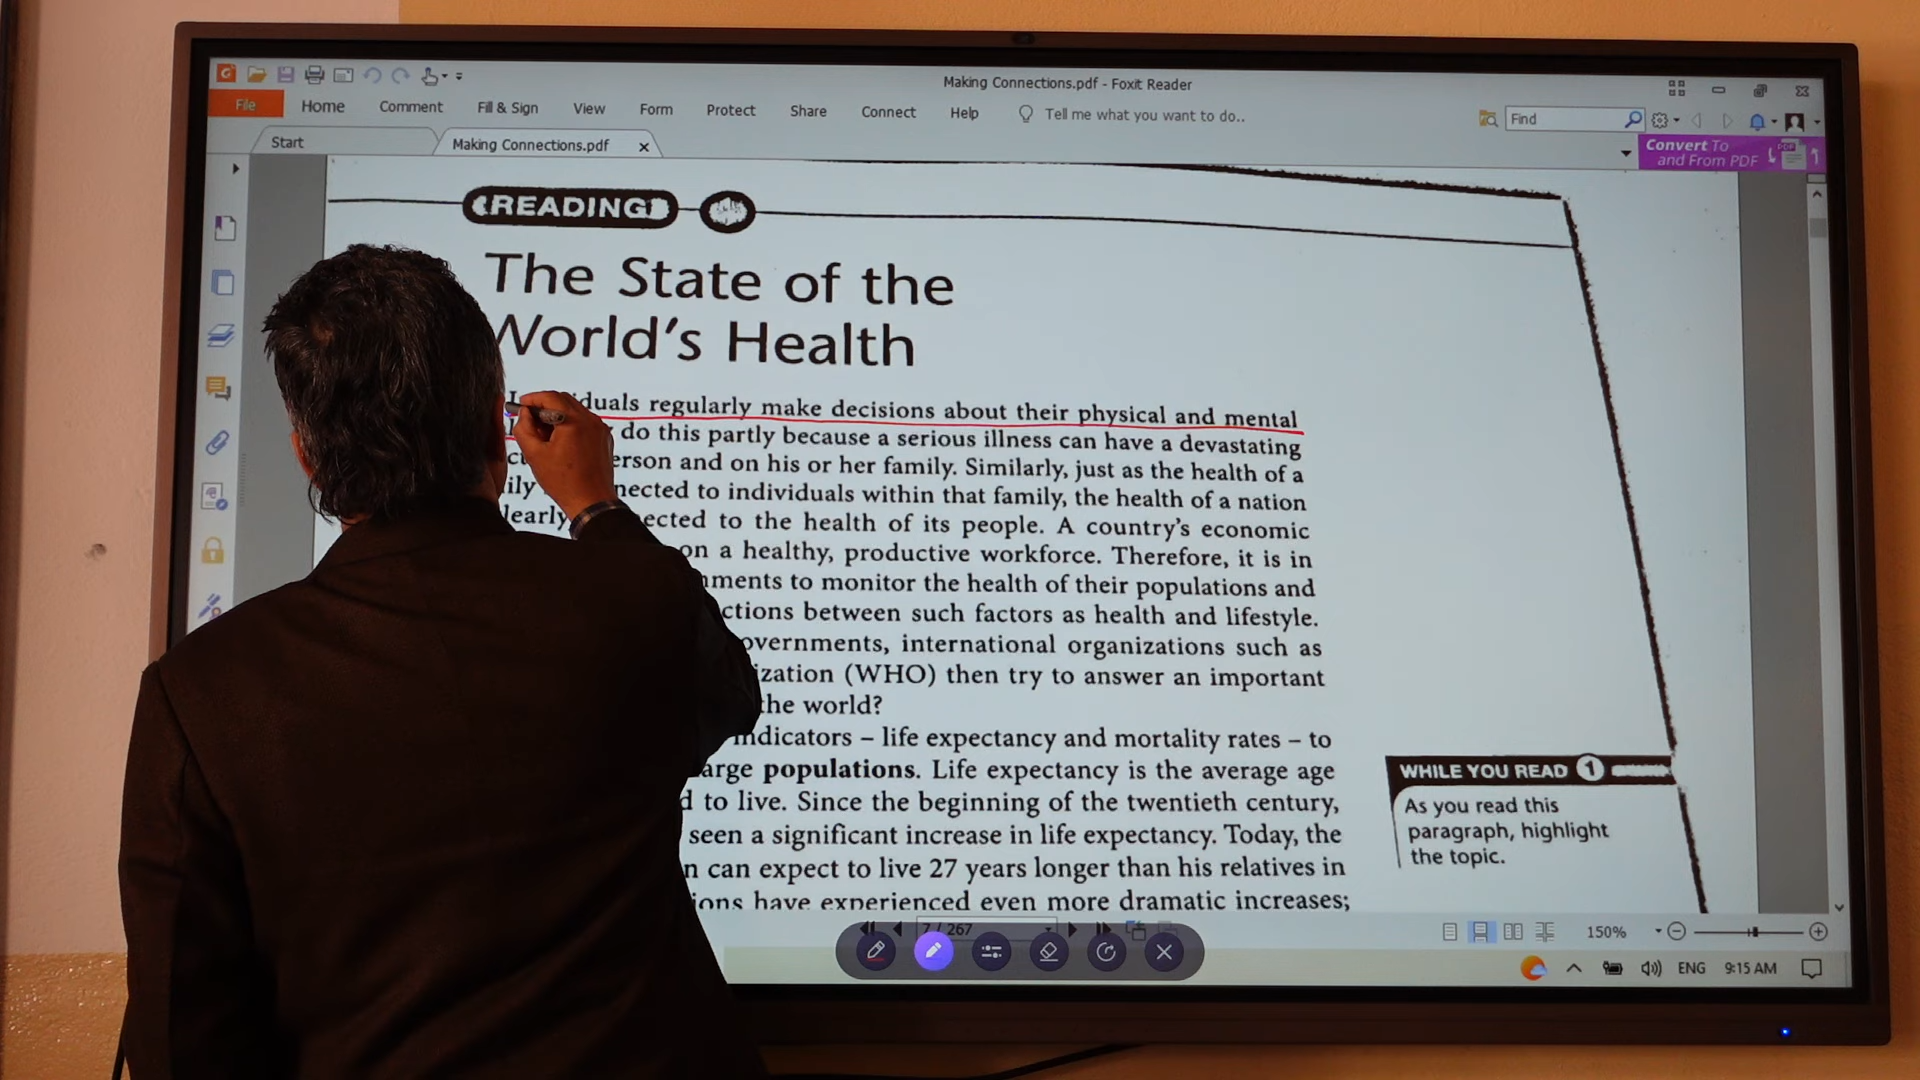 Making Connections.pdf - Foxit Reader
File Home Comment Fill & Sign View Form Protect Share Connect Help Tell me what you want to do.. Find
Start Making Connections.pdf
Convert To
and From PDF
PDF
READING
The State of the
World's Health
duals regularly make decisions about their physical and mental
do this partly because a serious illness can have a devastating
erson and on his or her family. Similarly, just as the health of a
ily nected to individuals within that family, the health of a nation
learly ected to the health of its people. A country's economic
on a healthy, productive workforce. Therefore, it is in
nments to monitor the health of their populations and
ctions between such factors as health and lifestyle.
overnments, international organizations such as
ization (WHO) then try to answer an important
the world?
indicators – life expectancy and mortality rates – to
arge populations. Life expectancy is the average age
d to live. Since the beginning of the twentieth century,
seen a significant increase in life expectancy. Today, the
n can expect to live 27 years longer than his relatives in
ions have experienced even more dramatic increases;
WHILE YOU READ 1
As you read this
paragraph, highlight
the topic.
7 / 267
150%
ENG 9:15 AM